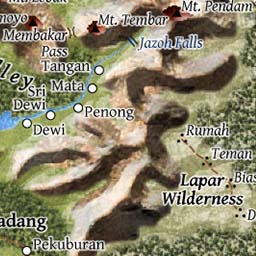 Mt. Pendam
Mt. Tembar
Membakar
Pass
Jazoh Falls
Tangan
Mata
Sri
Dewi
Penong
Dewi
Rumah
Teman
Lapar
Wilderness
Pekuburan